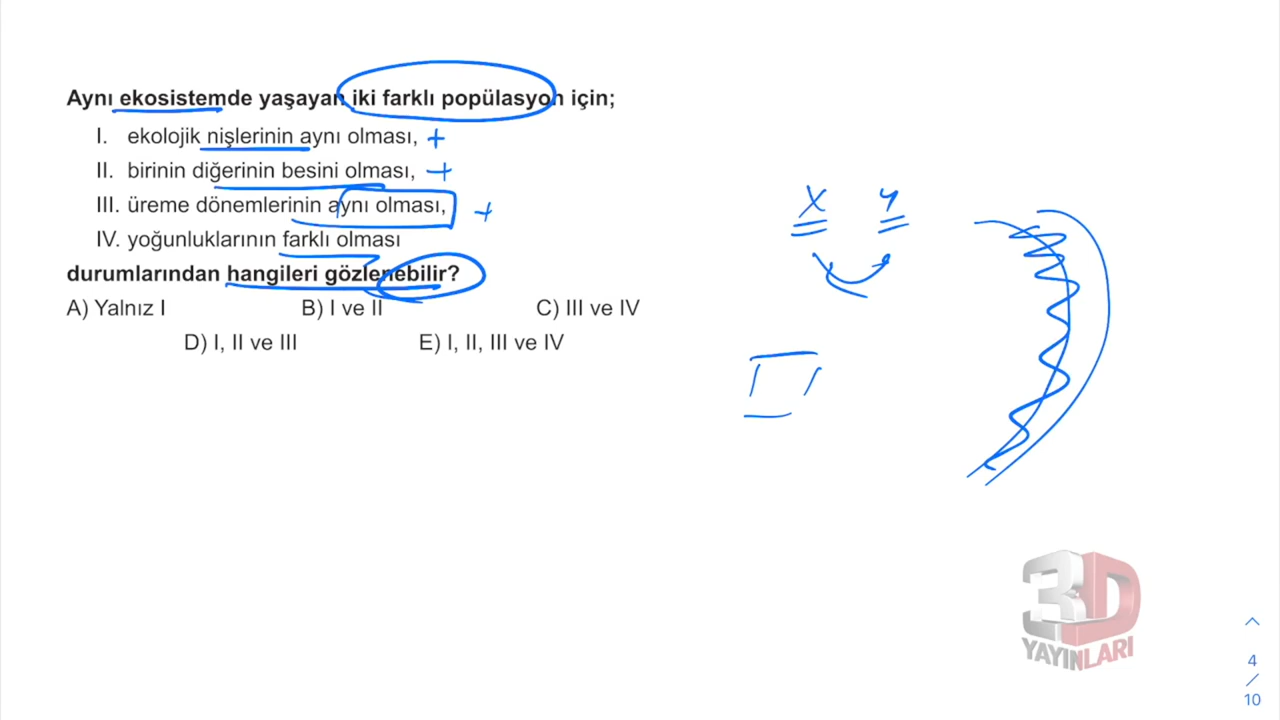 Aynı ekosistemde yaşayan iki farklı popülasyon için;
I. ekolojik nişlerinin aynı olması, +
II. birinin diğerinin besini olması, +
III. üreme dönemlerinin aynı olması, +
IV. yoğunluklarının farklı olması
durumlarından hangileri gözlenebilir?
A) Yalnız I B) I ve II C) III ve IV
D) I, II ve III E) I, II, III ve IV
X Y
3D
YAYINLARI
4
/
10